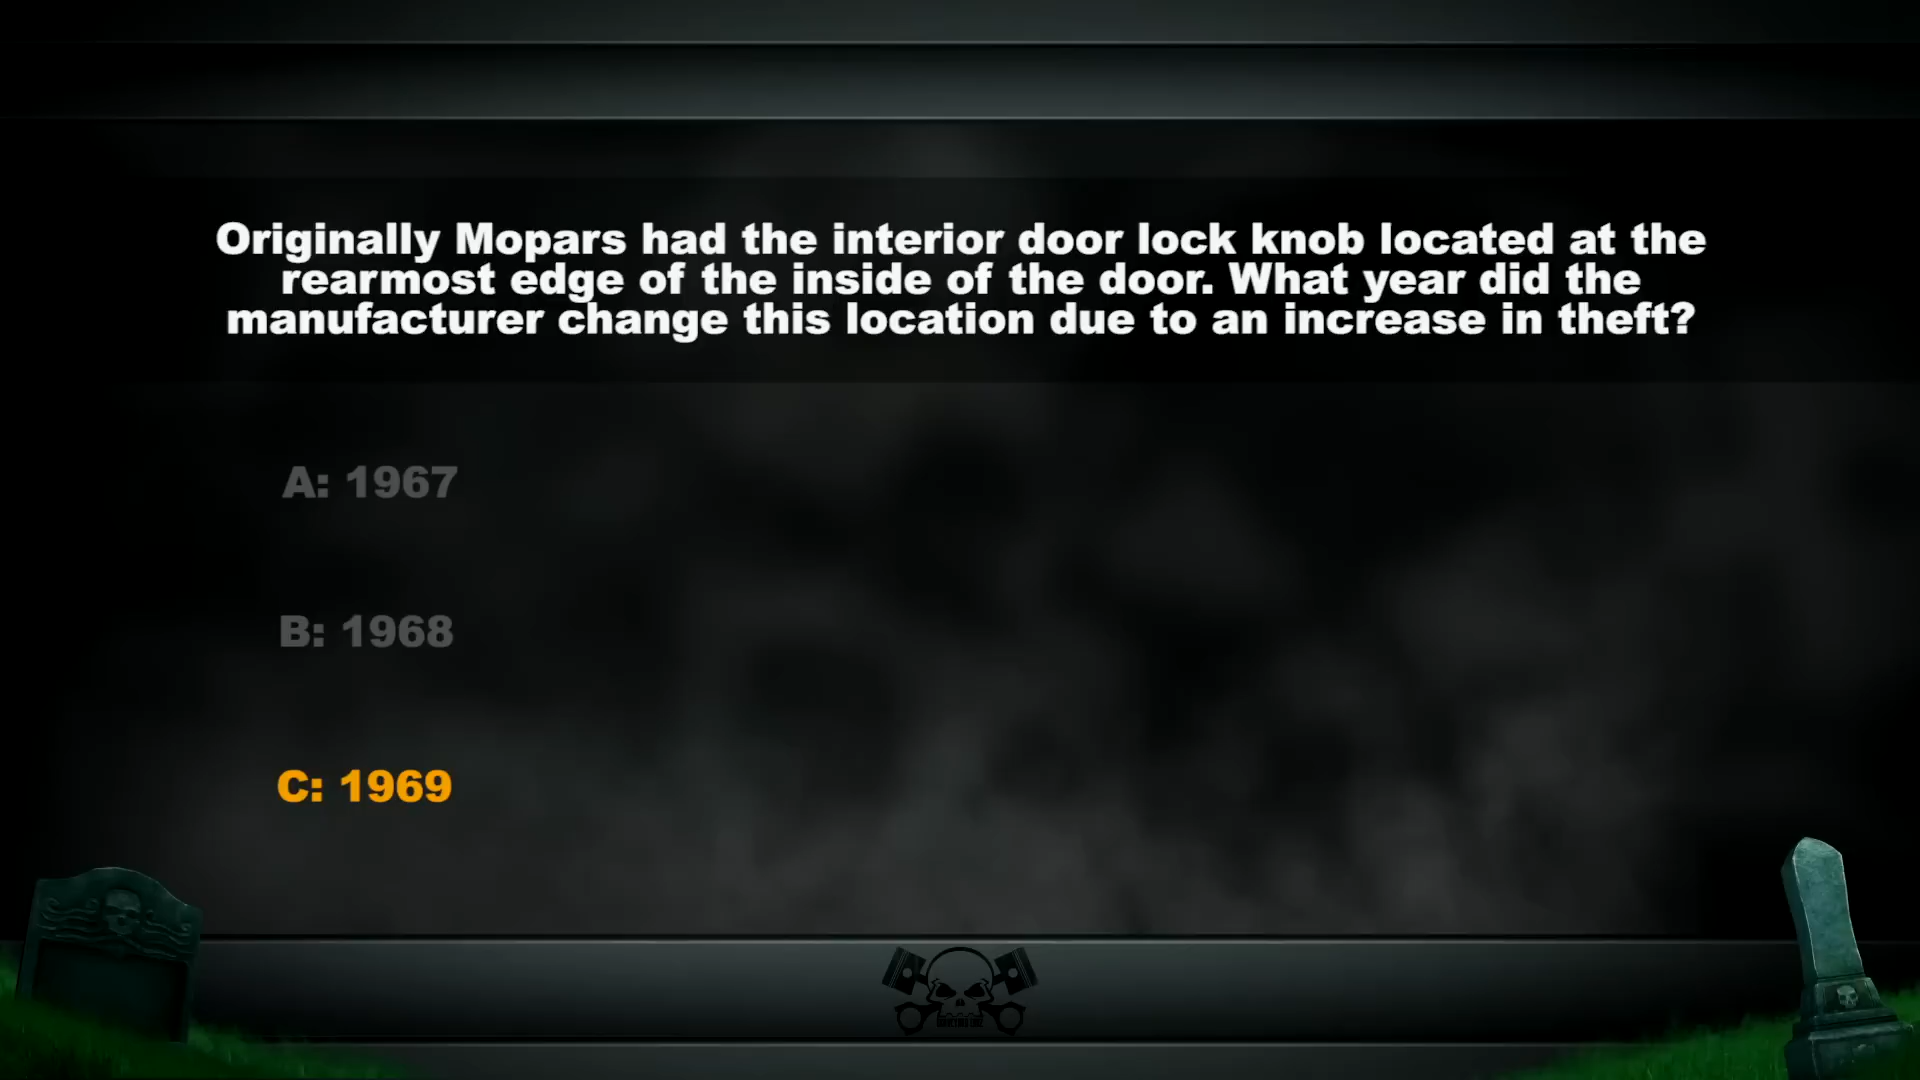 Originally Mopars had the interior door lock knob located at the
rearmost edge of the inside of the door. What year did the
manufacturer change this location due to an increase in theft?
A: 1967
B: 1968
C: 1969